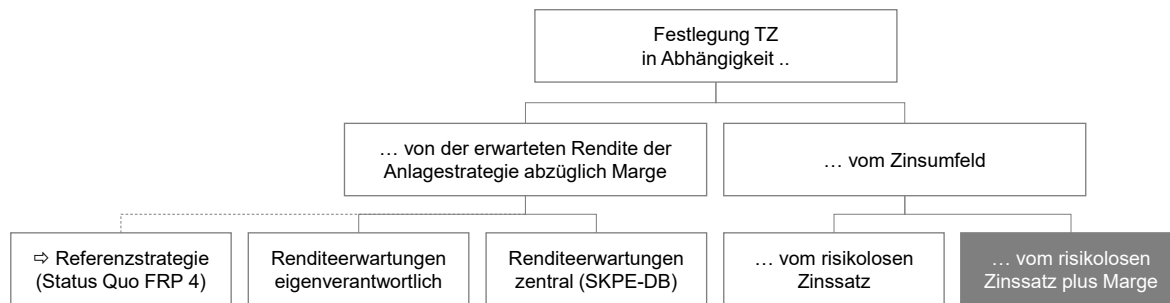 Festlegung TZ
in Abhängigkeit ..
… von der erwarteten Rendite der
Anlagestrategie abzüglich Marge
… vom Zinsumfeld
⇨ Referenzstrategie
(Status Quo FRP 4)
Renditeerwartungen
eigenverantwortlich
Renditeerwartungen
zentral (SKPE-DB)
… vom risikolosen
Zinssatz
… vom risikolosen
Zinssatz plus Marge